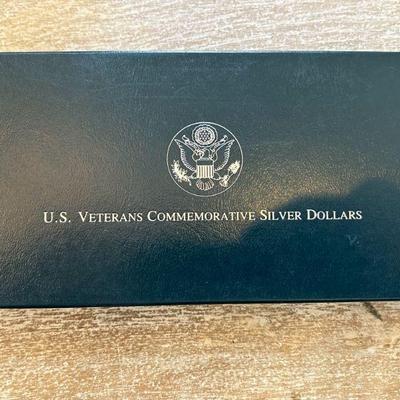 U.S. VETERANS COMMEMORATIVE SILVER DOLLARS